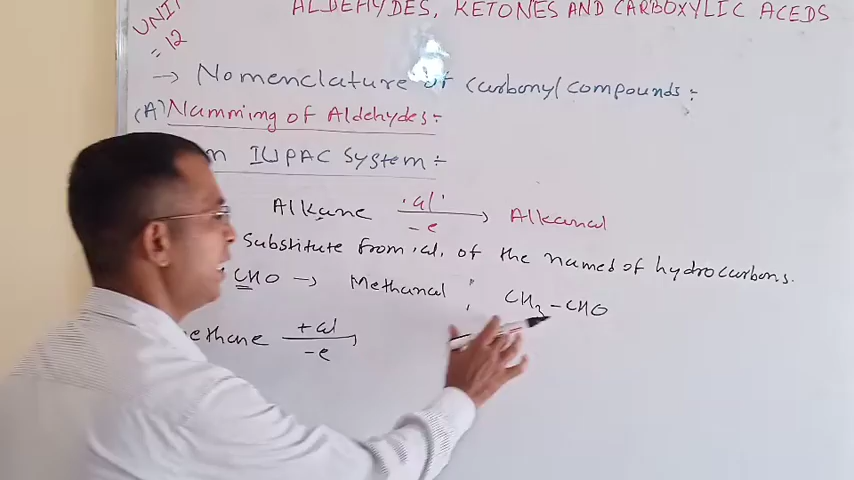 UNIT = 12
ALDEHYDES, KETONES AND CARBOXYLIC ACEDS
→ Nomenclature of carbonyl compounds:
(A) Namming of Aldehydes:
IUPAC System:
Alkane 'al' - e → Alkanal
Substitute from 'al' of the named of hydrocarbons.
CHO → Methanal ; CH3-CHO
ethane +al -e